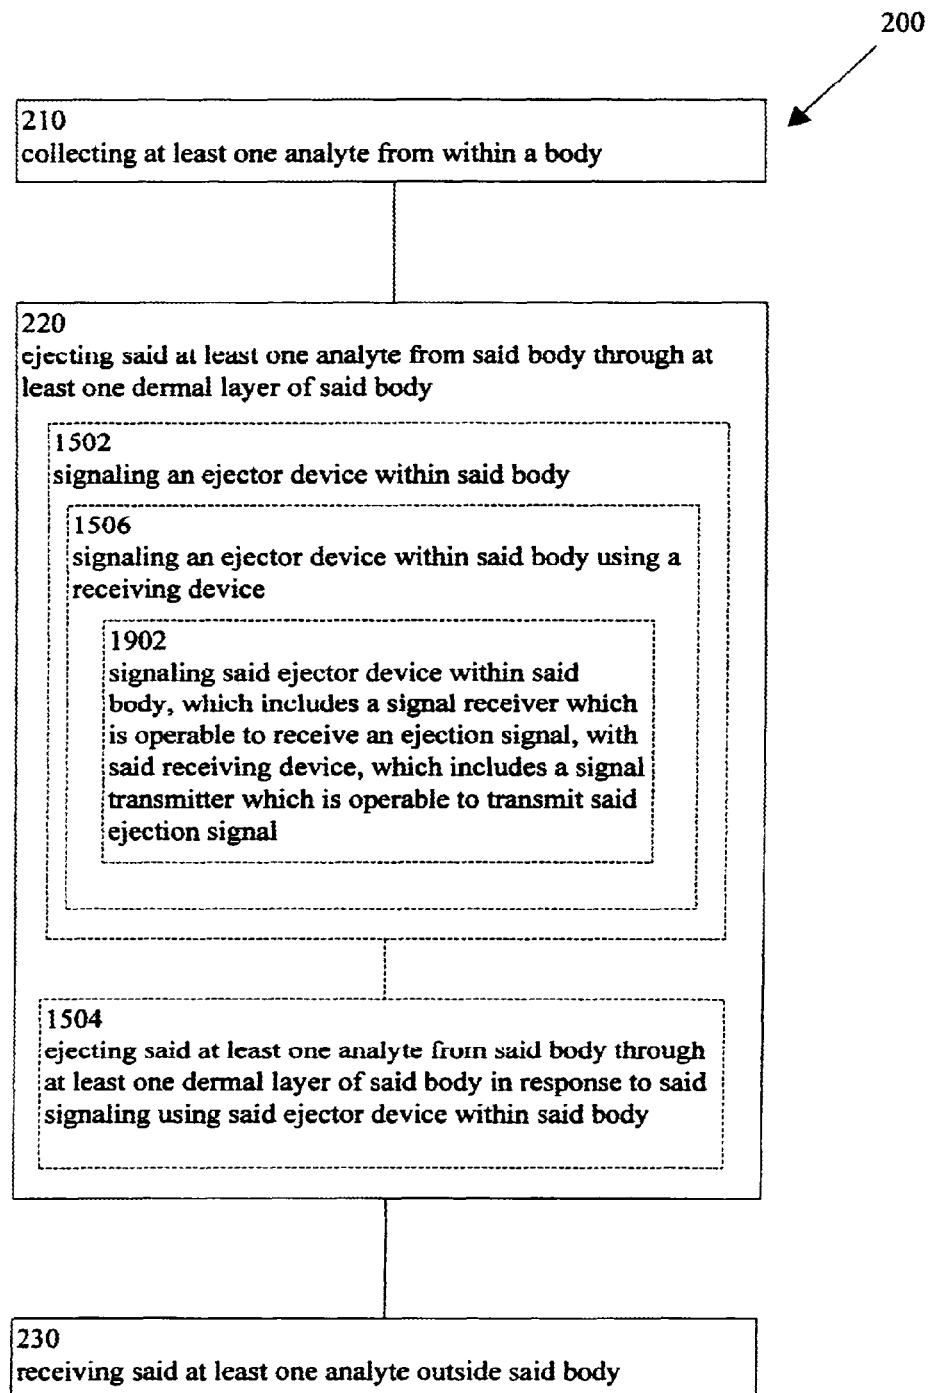 200
210
collecting at least one analyte from within a body
220
ejecting said at least one analyte from said body through at
least one dermal layer of said body
1502
signaling an ejector device within said body
1506
signaling an ejector device within said body using a
receiving device
1902
signaling said ejector device within said
body, which includes a signal receiver which
is operable to receive an ejection signal, with
said receiving device, which includes a signal
transmitter which is operable to transmit said
ejection signal
1504
ejecting said at least one analyte from said body through
at least one dermal layer of said body in response to said
signaling using said ejector device within said body
230
receiving said at least one analyte outside said body